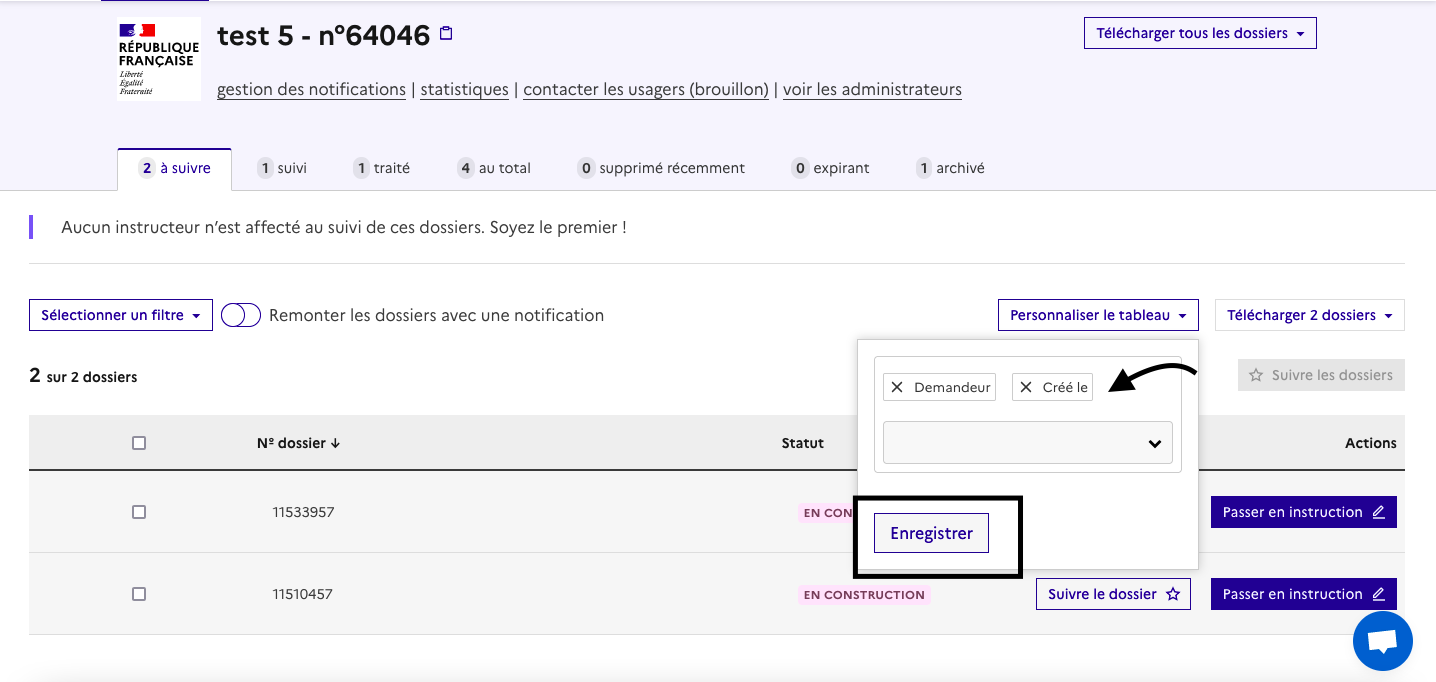 RÉPUBLIQUE
FRANÇAISE
Liberté
Égalité
Fraternité
test 5 - n°64046
Télécharger tous les dossiers
gestion des notifications | statistiques | contacter les usagers (brouillon) | voir les administrateurs
2 à suivre 1 suivi 1 traité 4 au total 0 supprimé récemment 0 expirant 1 archivé
Aucun instructeur n’est affecté au suivi de ces dossiers. Soyez le premier !
Sélectionner un filtre Remonter les dossiers avec une notification Personnaliser le tableau Télécharger 2 dossiers
2 sur 2 dossiers Suivre les dossiers
Demandeur Créé le
Nº dossier ↓ Statut Actions
11533957 EN CON Passer en instruction
Enregistrer
11510457 EN CONSTRUCTION Suivre le dossier Passer en instruction